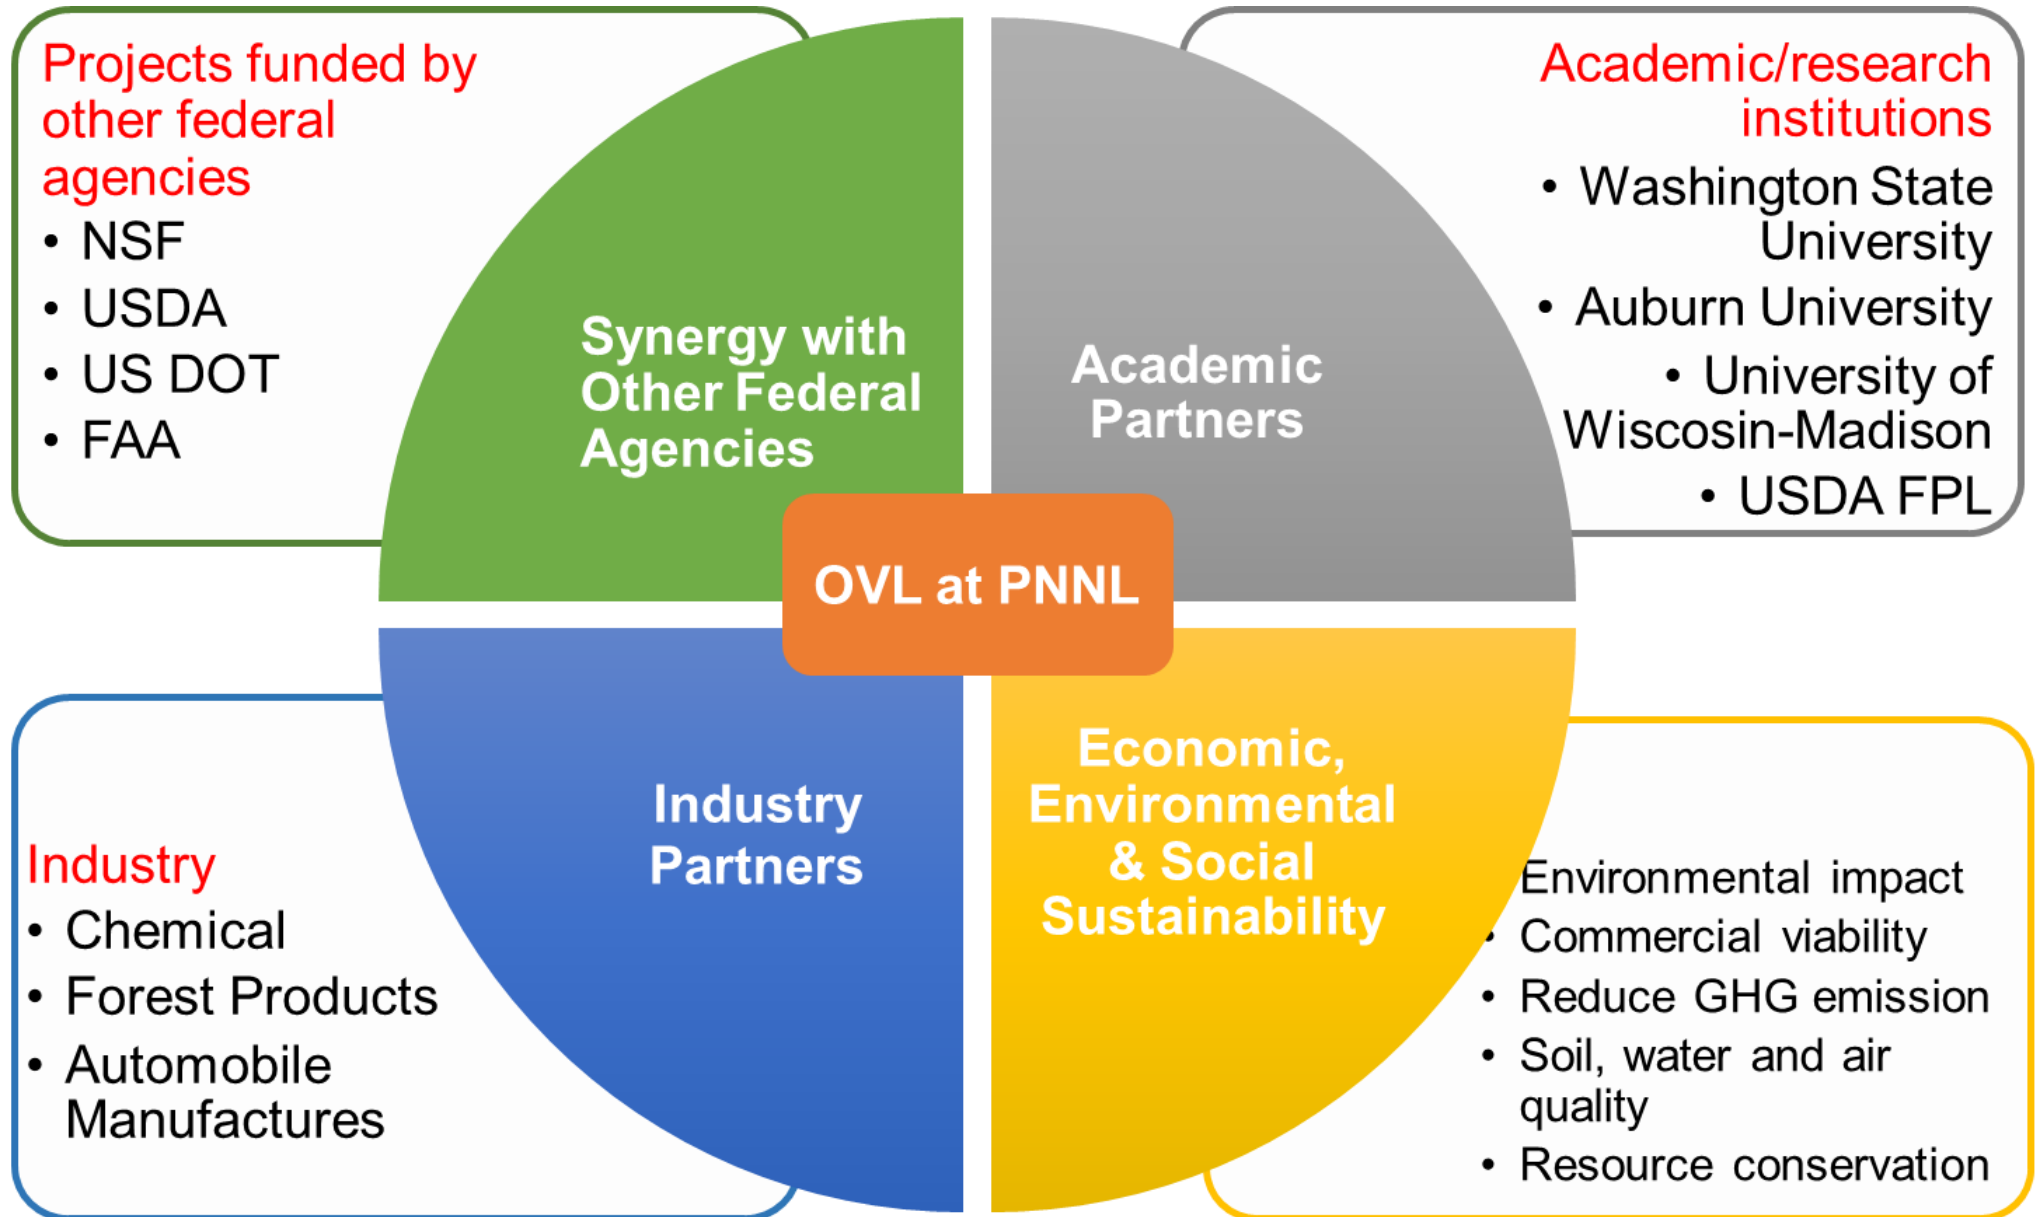 Projects funded by
other federal
agencies
• NSF
• USDA
• US DOT
• FAA
Synergy with
Other Federal
Agencies
Academic
Partners
Academic/research
institutions
• Washington State
University
• Auburn University
• University of
Wiscosin-Madison
• USDA FPL
OVL at PNNL
Industry
• Chemical
• Forest Products
• Automobile
Manufactures
Industry
Partners
Economic,
Environmental
& Social
Sustainability
Environmental impact
• Commercial viability
• Reduce GHG emission
• Soil, water and air
quality
• Resource conservation